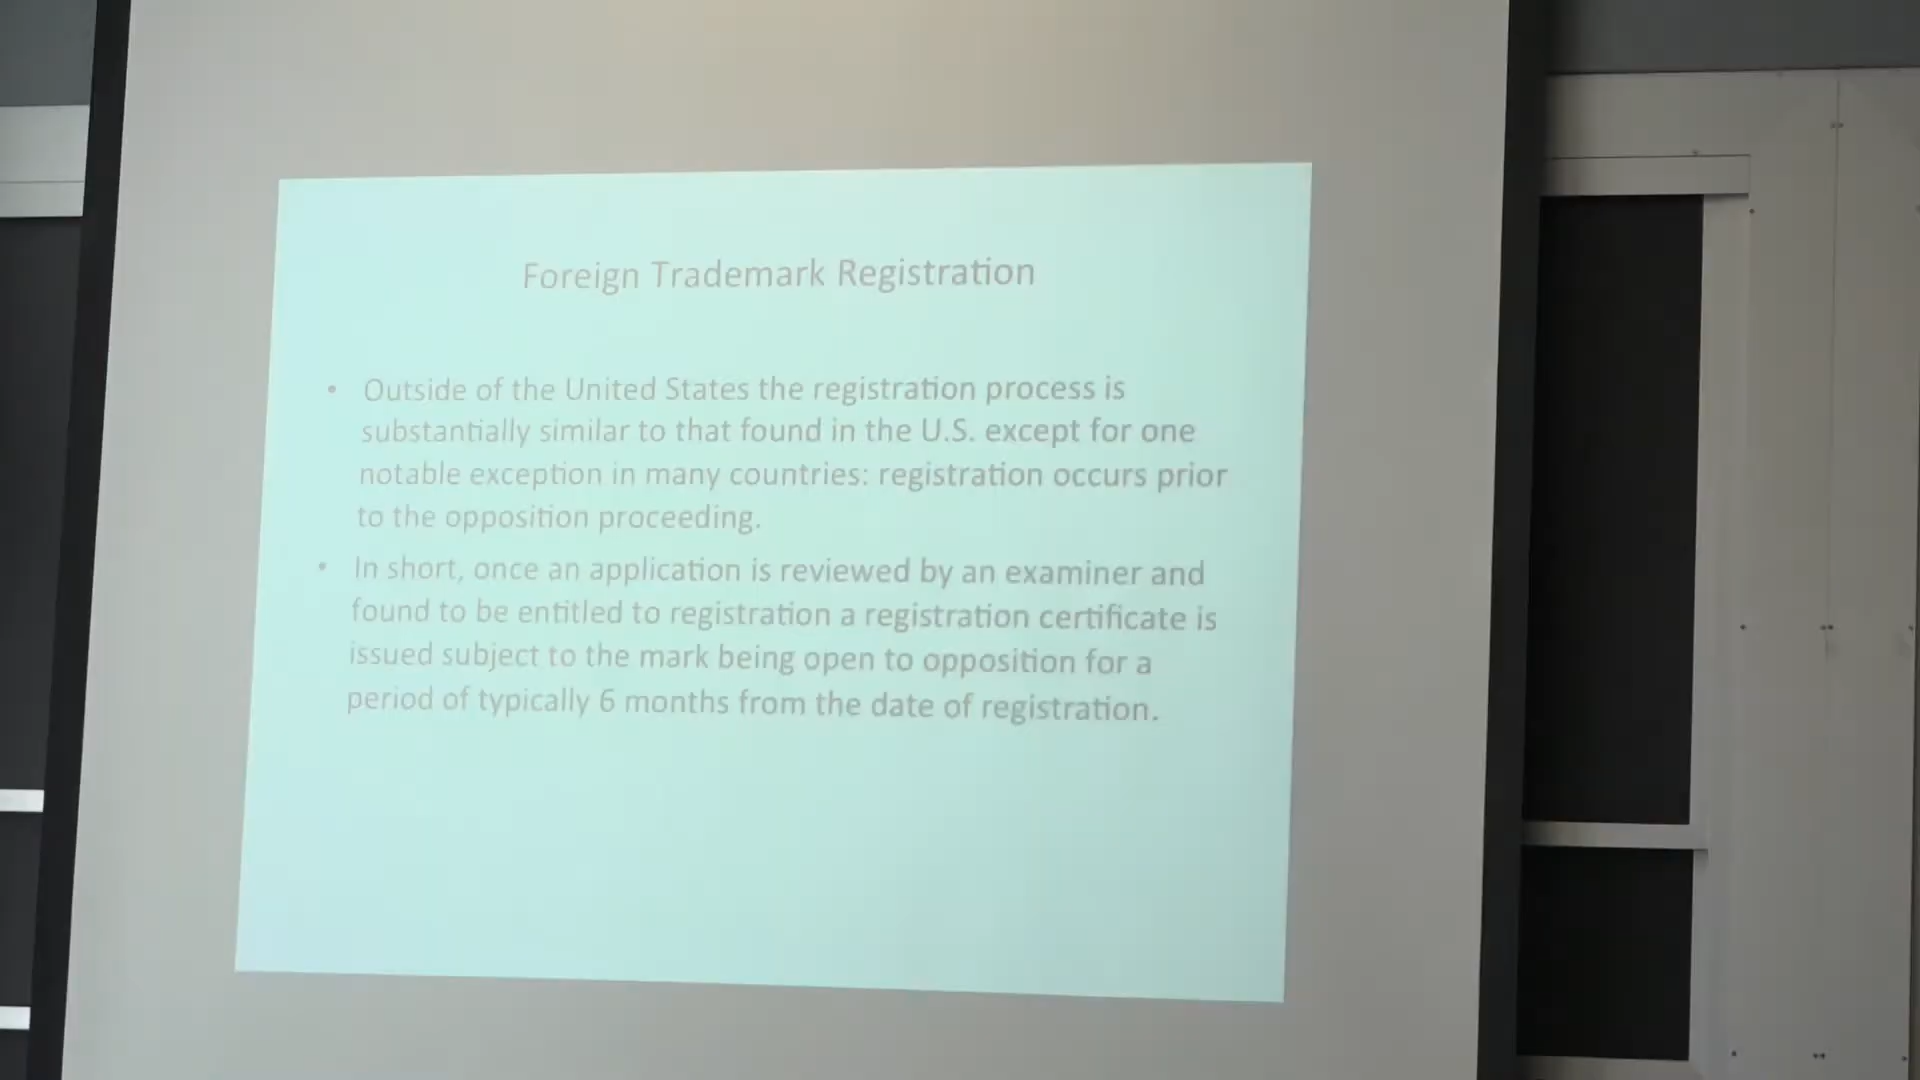 Foreign Trademark Registration
• Outside of the United States the registration process is
substantially similar to that found in the U.S. except for one
notable exception in many countries: registration occurs prior
to the opposition proceeding.
• In short, once an application is reviewed by an examiner and
found to be entitled to registration a registration certificate is
issued subject to the mark being open to opposition for a
period of typically 6 months from the date of registration.